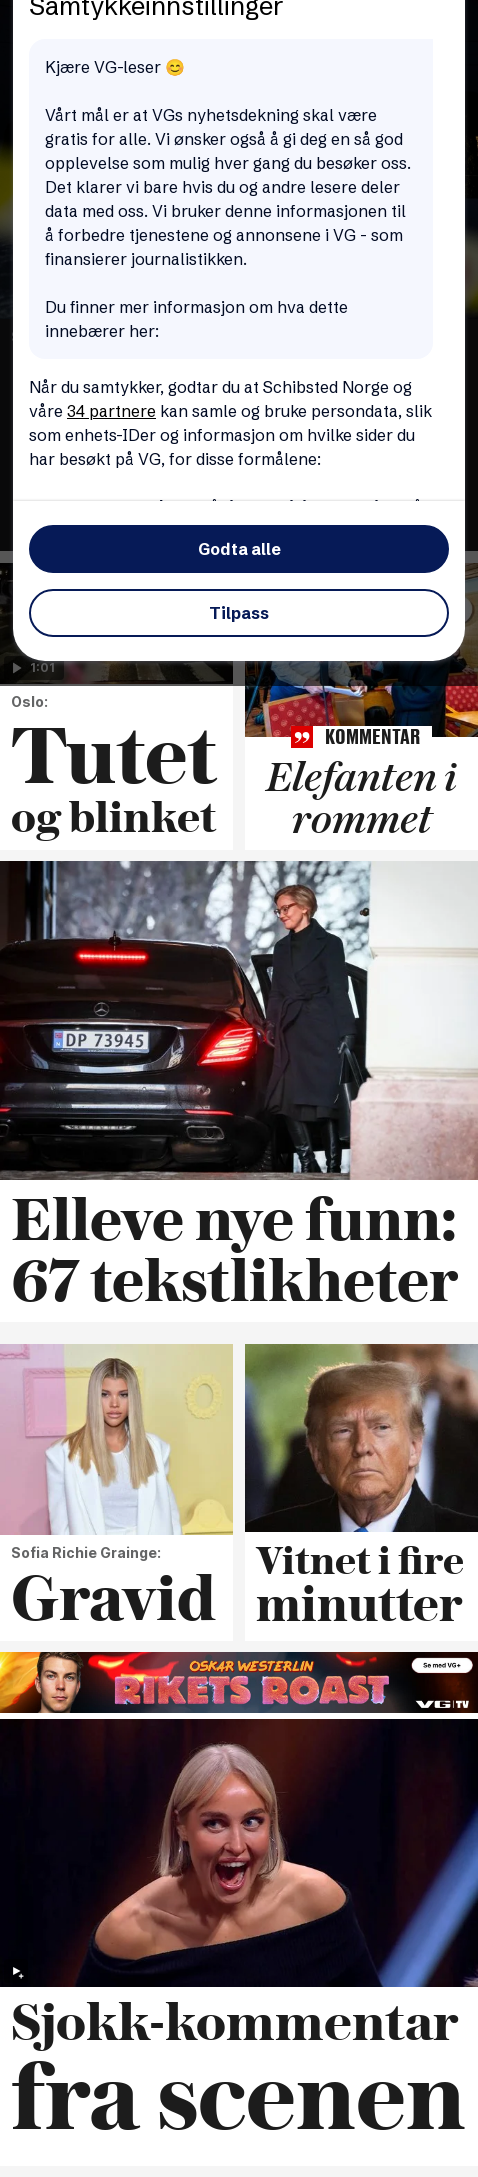 Samtykkeinnstillinger
Kjære VG-leser 😊
Vårt mål er at VGs nyhetsdekning skal være
gratis for alle. Vi ønsker også å gi deg en så god
opplevelse som mulig hver gang du besøker oss.
Det klarer vi bare hvis du og andre lesere deler
data med oss. Vi bruker denne informasjonen til
å forbedre tjenestene og annonsene i VG - som
finansierer journalistikken.
Du finner mer informasjon om hva dette
innebærer her:
Når du samtykker, godtar du at Schibsted Norge og
våre 34 partnere kan samle og bruke persondata, slik
som enhets-IDer og informasjon om hvilke sider du
har besøkt på VG, for disse formålene:
Godta alle
Tilpass
1:01
Oslo:
Tutet
og blinket
KOMMENTAR
Elefanten i
rommet
DP 73945
Elleve nye funn:
67 tekstlikheter
Sofia Richie Grainge:
Gravid
Vitnet i fire
minutter
OSKAR WESTERLIN
RIKETS ROAST
Se med VG+
VG TV
Sjokk-kommentar
fra scenen